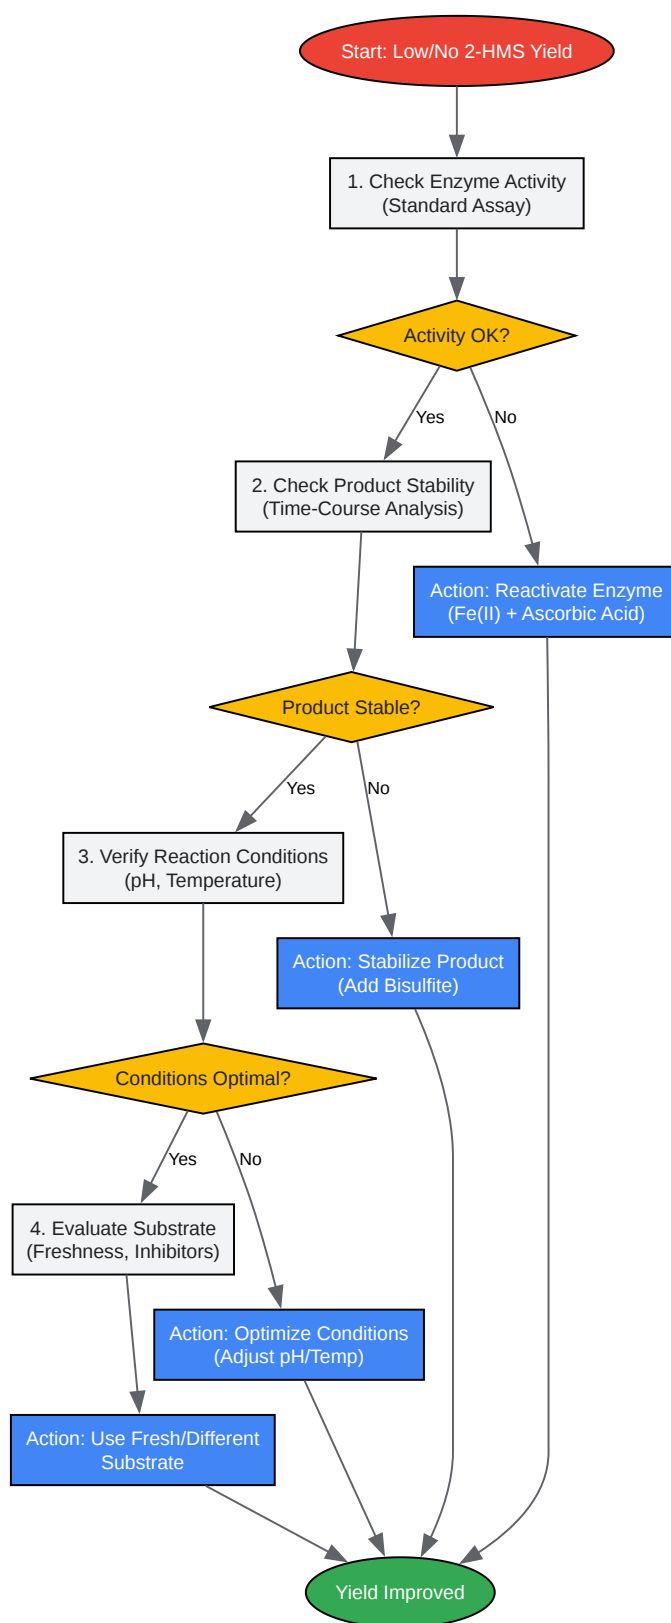 Start: Low/No 2-HMS Yield
1. Check Enzyme Activity
(Standard Assay)
Activity OK?
Yes
No
2. Check Product Stability
(Time-Course Analysis)
Action: Reactivate Enzyme
(Fe(II) + Ascorbic Acid)
Product Stable?
Yes
No
3. Verify Reaction Conditions
(pH, Temperature)
Action: Stabilize Product
(Add Bisulfite)
Conditions Optimal?
Yes
No
4. Evaluate Substrate
(Freshness, Inhibitors)
Action: Optimize Conditions
(Adjust pH/Temp)
Action: Use Fresh/Different
Substrate
Yield Improved